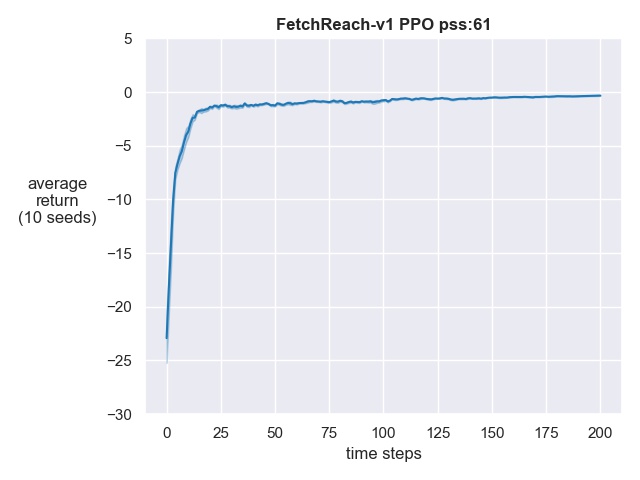 FetchReach-v1 PPO pss:61
5
0
−5
−10
−15
−20
−25
−30
average
return
(10 seeds)
0 25 50 75 100 125 150 175 200
time steps